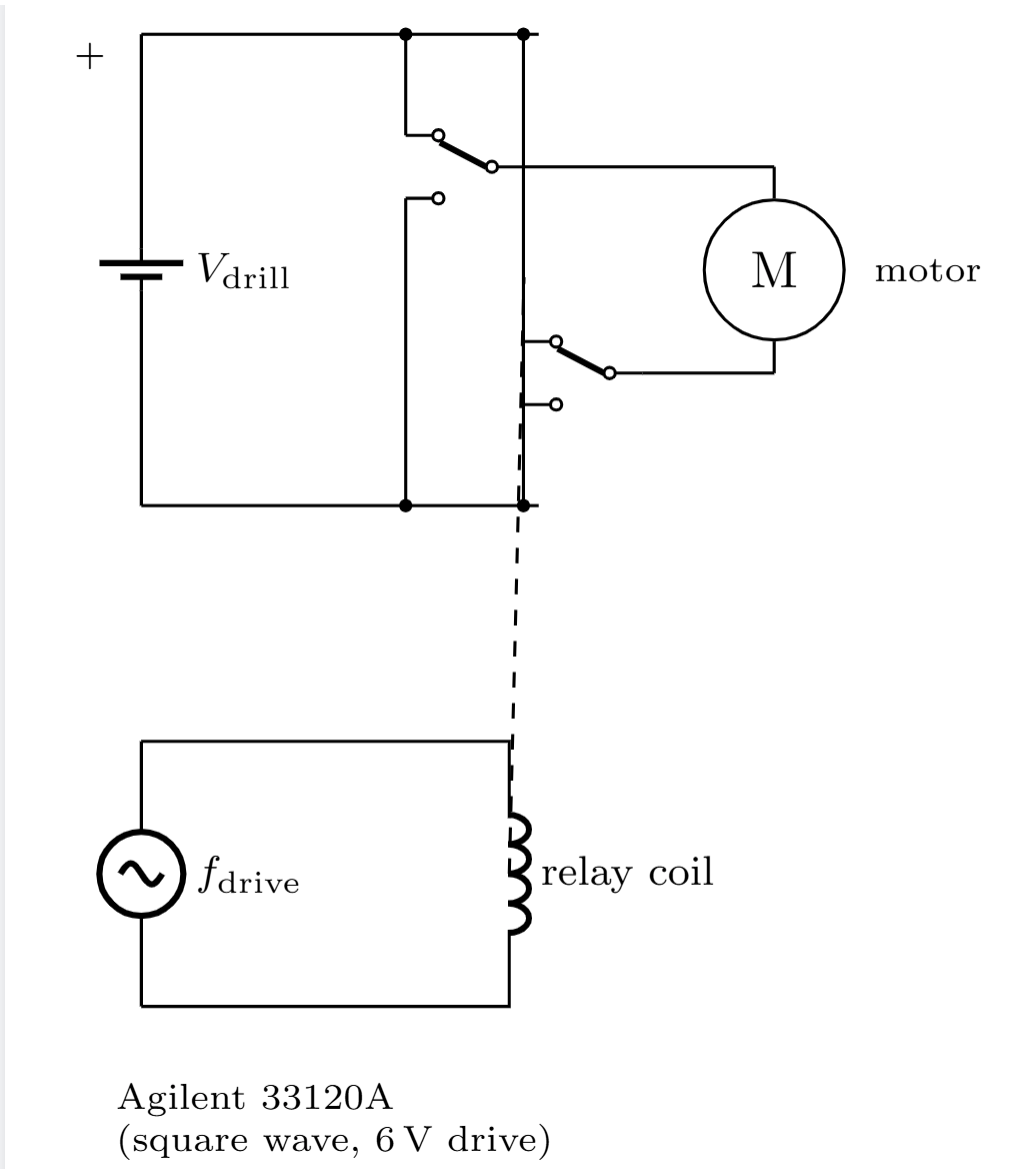 +
V_drill
M
motor
f_drive
relay coil
Agilent 33120A
(square wave, 6 V drive)